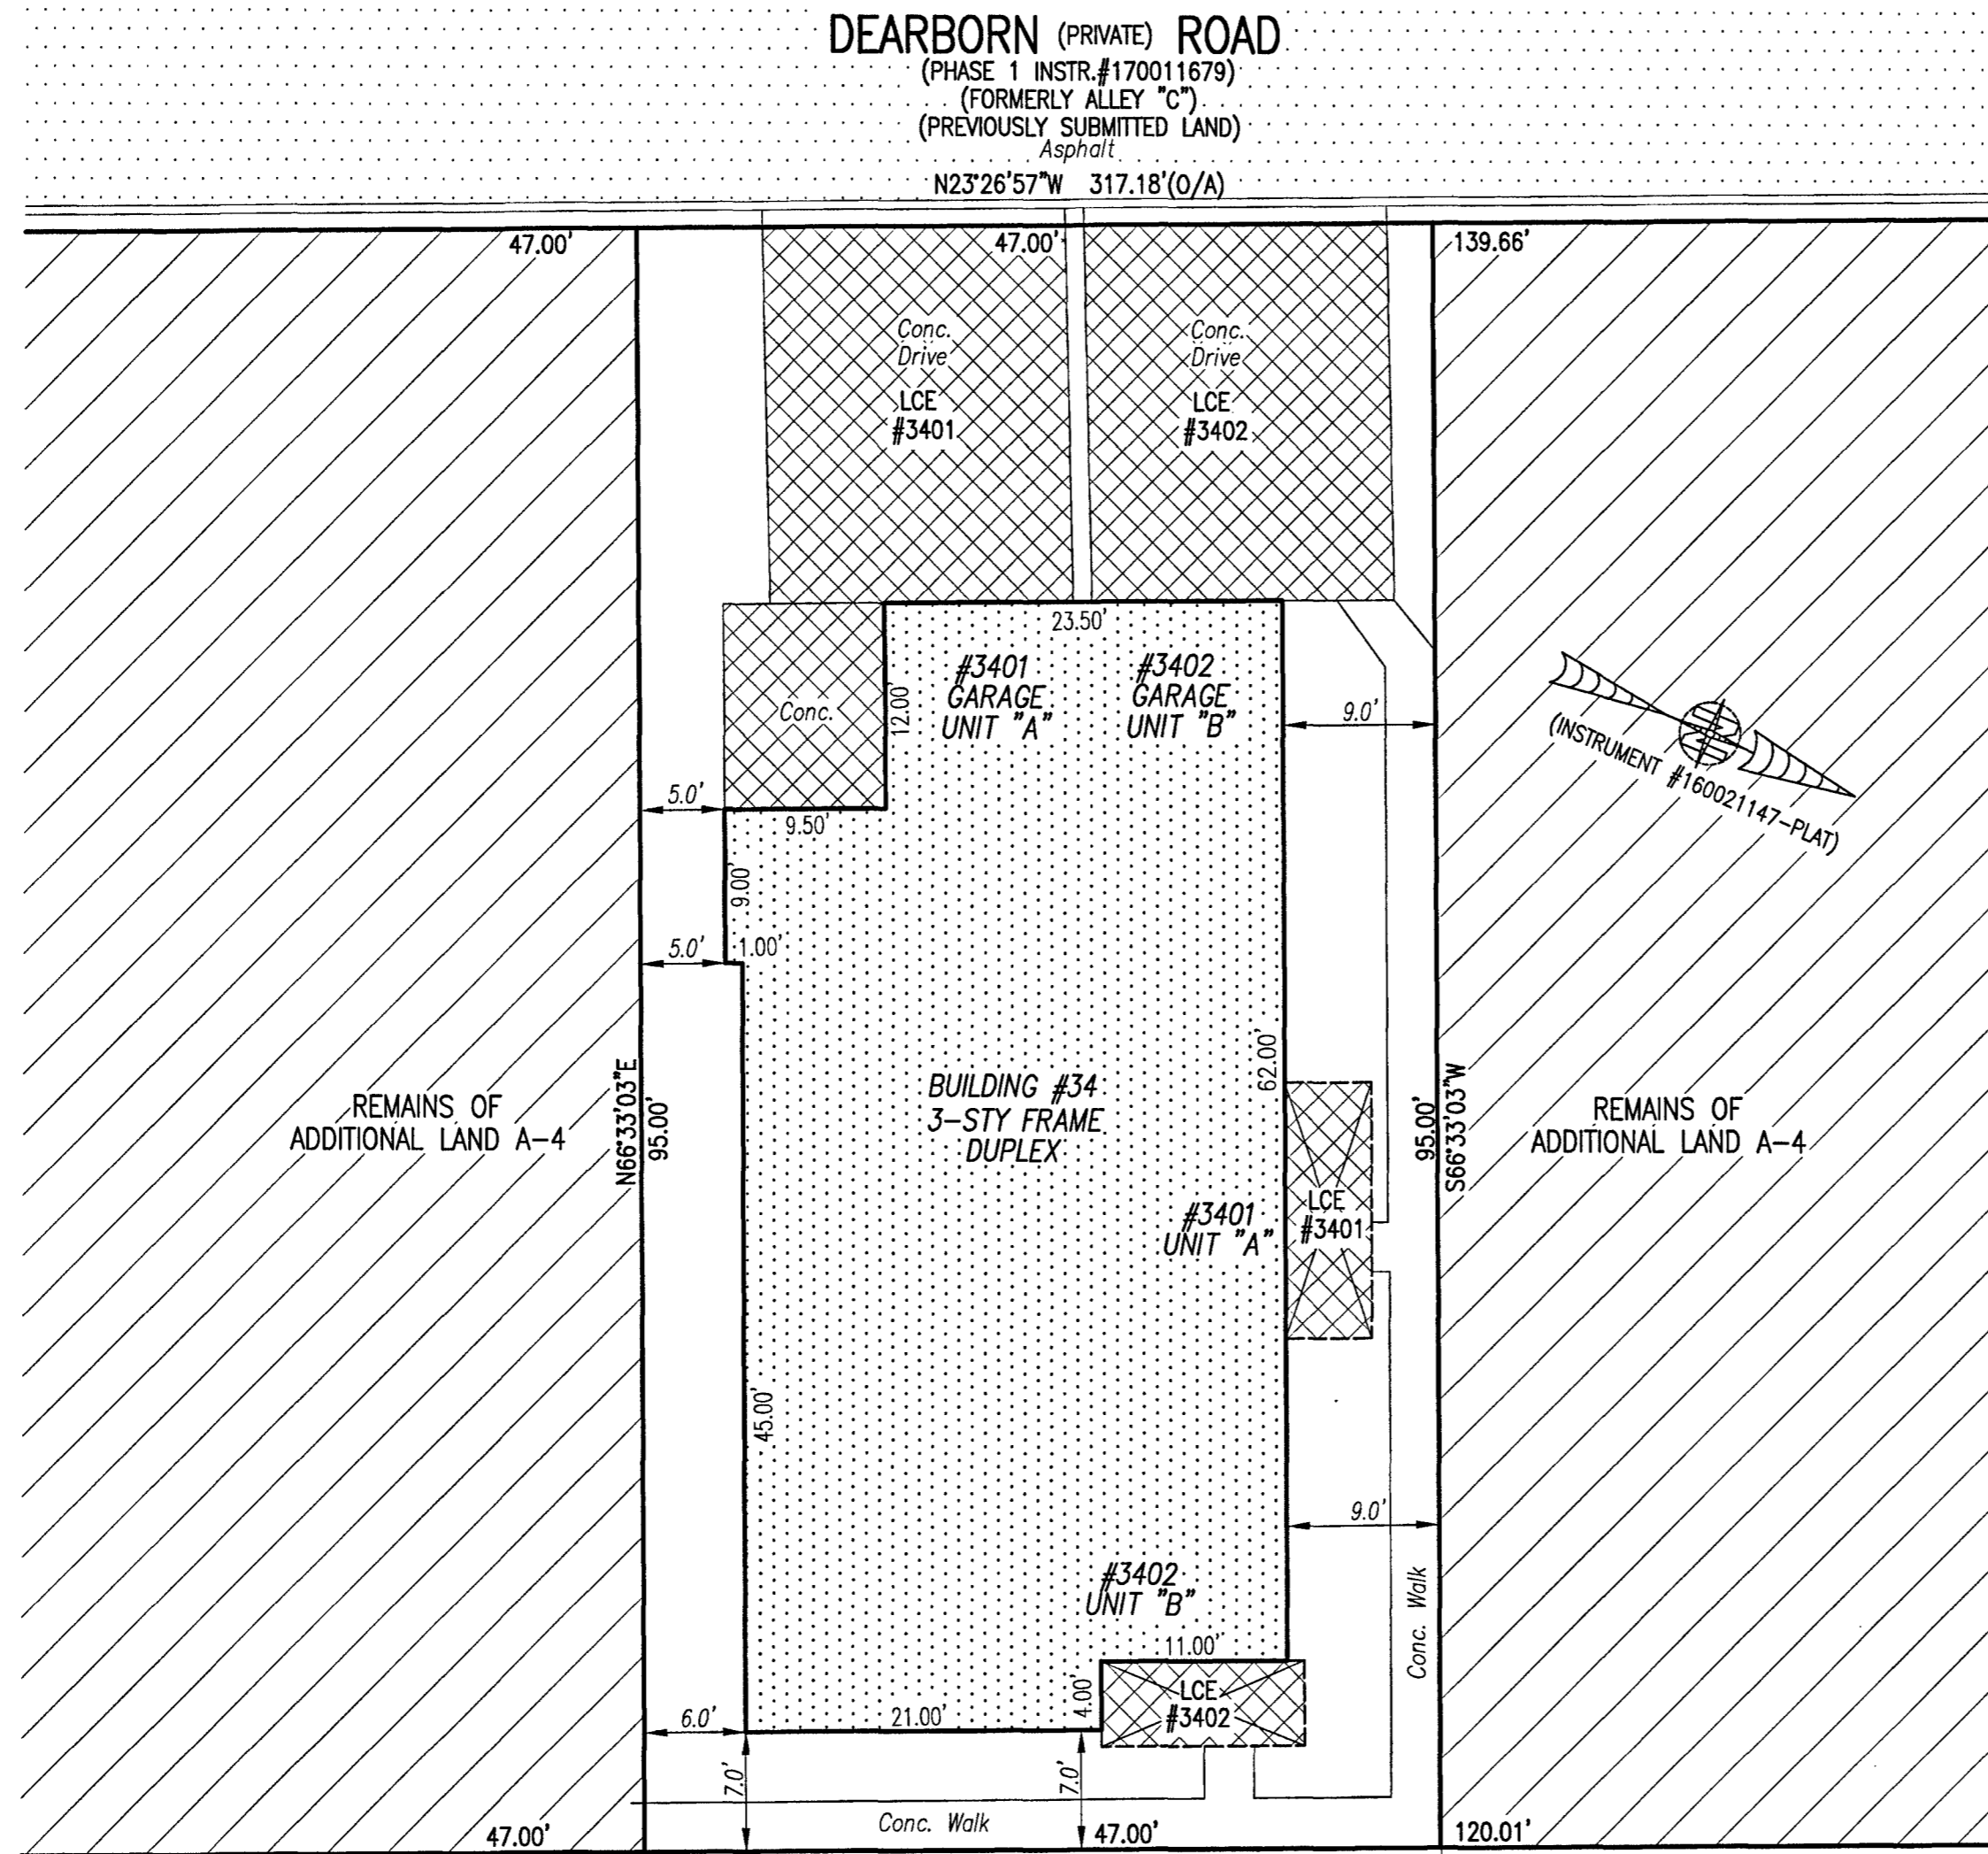 DEARBORN (PRIVATE) ROAD
(PHASE 1 INSTR.#170011679)
(FORMERLY ALLEY "C")
(PREVIOUSLY SUBMITTED LAND)
Asphalt
N23°26'57"W 317.18'(O/A)
47.00'
47.00'
139.66'
Conc.
Drive
LCE
#3401
Conc.
Drive
LCE
#3402
23.50'
#3401
GARAGE
UNIT "A"
#3402
GARAGE
UNIT "B"
12.00'
Conc.
9.0'
(INSTRUMENT #160021147-PLAT)
5.0'
9.50'
9.00'
5.0'
1.00'
62.00'
BUILDING #34
3-STY FRAME
DUPLEX
REMAINS OF
ADDITIONAL LAND A-4
N66°33'03"E
95.00'
95.00'
S66°33'03"W
REMAINS OF
ADDITIONAL LAND A-4
#3401
UNIT "A"
LCE
#3401
45.00'
9.0'
#3402
UNIT "B"
Conc. Walk
11.00'
4.00'
LCE
#3402
6.0'
21.00'
7.0'
7.0'
Conc. Walk
47.00'
47.00'
120.01'